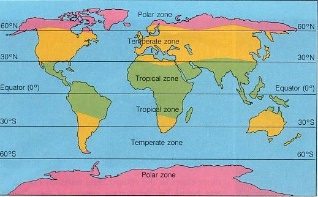 Polar zone
60°N 60°N
Temperate zone
30°N 30°N
Tropical zone
Equator (0°) Equator (0°)
Tropical zone
30°S 30°S
Temperate zone
60°S 60°S
Polar zone